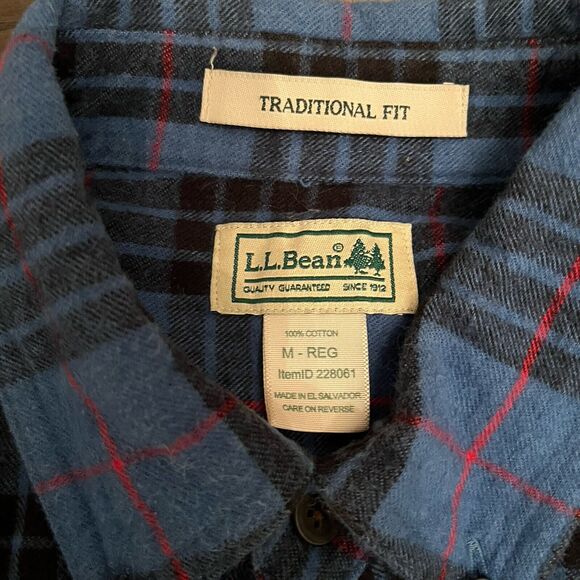 TRADITIONAL FIT
L.L.Bean®
QUALITY GUARANTEED SINCE 1912
100% COTTON
M - REG
ItemID 228061
MADE IN EL SALVADOR
CARE ON REVERSE